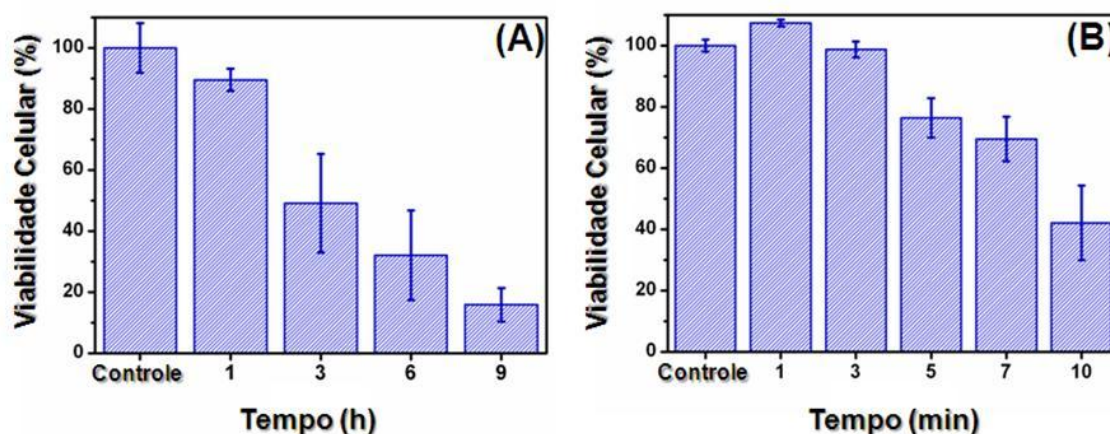 (A)
Viabilidade Celular (%)
100
80
60
40
20
0
Controle 1 3 6 9
Tempo (h)
(B)
Viabilidade Celular (%)
100
80
60
40
20
0
Controle 1 3 5 7 10
Tempo (min)